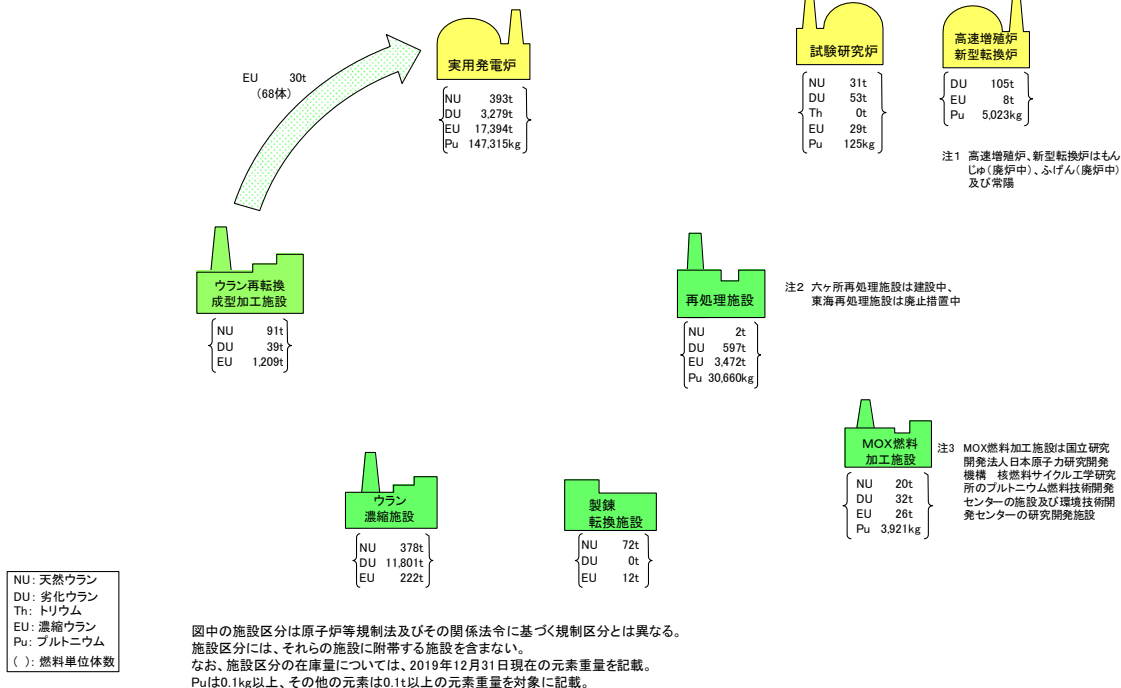 EU 30t
(68体)
実用発電炉
NU 393t
DU 3,279t
EU 17,394t
Pu 147,315kg
試験研究炉
NU 31t
DU 53t
Th 0t
EU 29t
Pu 125kg
高速増殖炉
新型転換炉
DU 105t
EU 8t
Pu 5,023kg
注1 高速増殖炉、新型転換炉はもん
じゅ(廃炉中)、ふげん(廃炉中)
及び常陽
ウラン再転換
成型加工施設
NU 91t
DU 39t
EU 1,209t
再処理施設
NU 2t
DU 597t
EU 3,472t
Pu 30,660kg
注2 六ヶ所再処理施設は建設中、
東海再処理施設は廃止措置中
MOX燃料
加工施設
NU 20t
DU 32t
EU 26t
Pu 3,921kg
注3 MOX燃料加工施設は国立研究
開発法人日本原子力研究開発
機構 核燃料サイクル工学研究
所のプルトニウム燃料技術開発
センターの施設及び環境技術開
発センターの研究開発施設
ウラン
濃縮施設
NU 378t
DU 11,801t
EU 222t
製錬
転換施設
NU 72t
DU 0t
EU 12t
NU: 天然ウラン
DU: 劣化ウラン
Th: トリウム
EU: 濃縮ウラン
Pu: プルトニウム
( ): 燃料単位体数
図中の施設区分は原子炉等規制法及びその関係法令に基づく規制区分とは異なる。
施設区分には、それらの施設に附帯する施設を含まない。
なお、施設区分の在庫量については、2019年12月31日現在の元素重量を記載。
Puは0.1kg以上、その他の元素は0.1t以上の元素重量を対象に記載。